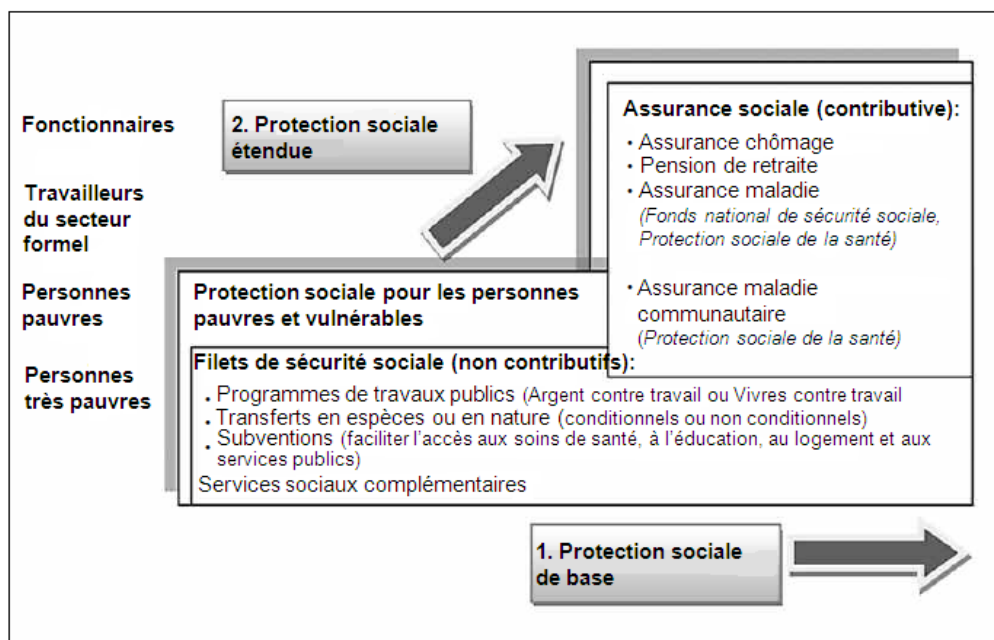 Fonctionnaires
Travailleurs
du secteur
formel
Personnes
pauvres
Personnes
très pauvres
2. Protection sociale
étendue
Assurance sociale (contributive):
• Assurance chômage
• Pension de retraite
• Assurance maladie
(Fonds national de sécurité sociale,
Protection sociale de la santé)
• Assurance maladie
communautaire
(Protection sociale de la santé)
Protection sociale pour les personnes
pauvres et vulnérables
Filets de sécurité sociale (non contributifs):
• Programmes de travaux publics (Argent contre travail ou Vivres contre travail
• Transferts en espèces ou en nature (conditionnels ou non conditionnels)
• Subventions (faciliter l'accès aux soins de santé, à l'éducation, au logement et aux
services publics)
Services sociaux complémentaires
1. Protection sociale
de base